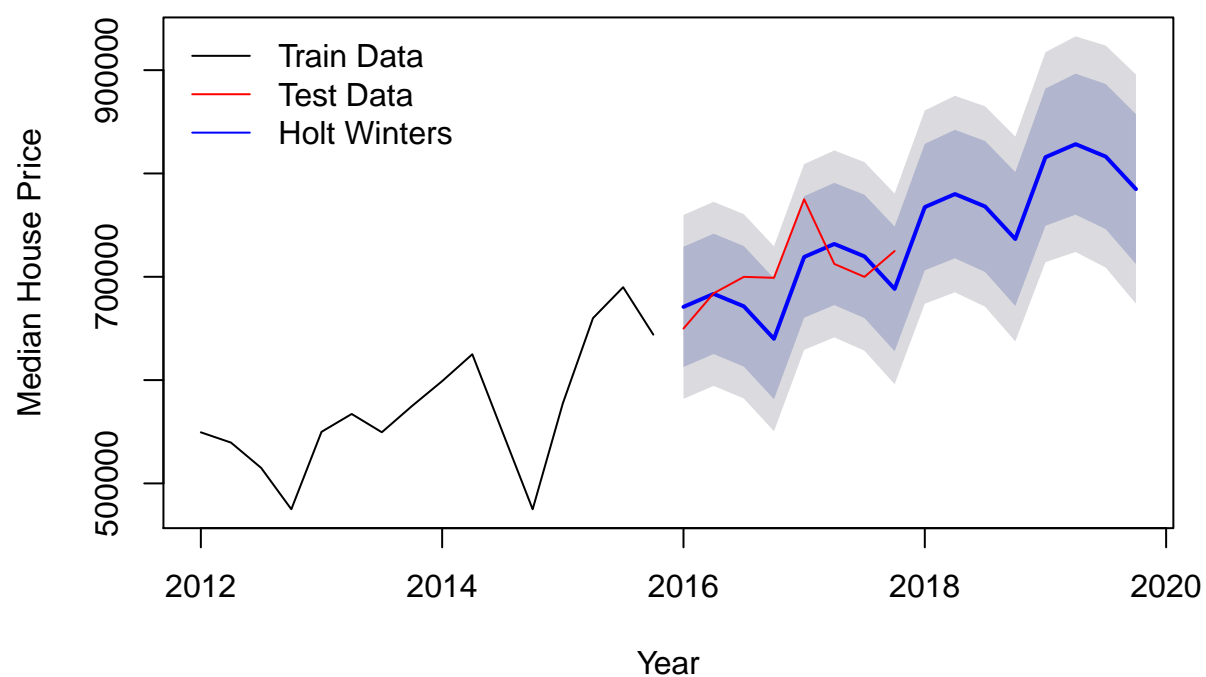 Train Data
Test Data
Holt Winters
Median House Price
900000
700000
500000
2012 2014 2016 2018 2020
Year